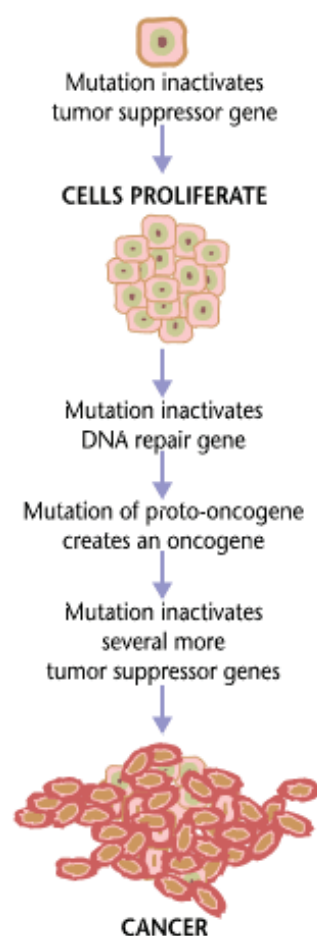 Mutation inactivates
tumor suppressor gene
CELLS PROLIFERATE
Mutation inactivates
DNA repair gene
Mutation of proto-oncogene
creates an oncogene
Mutation inactivates
several more
tumor suppressor genes
CANCER